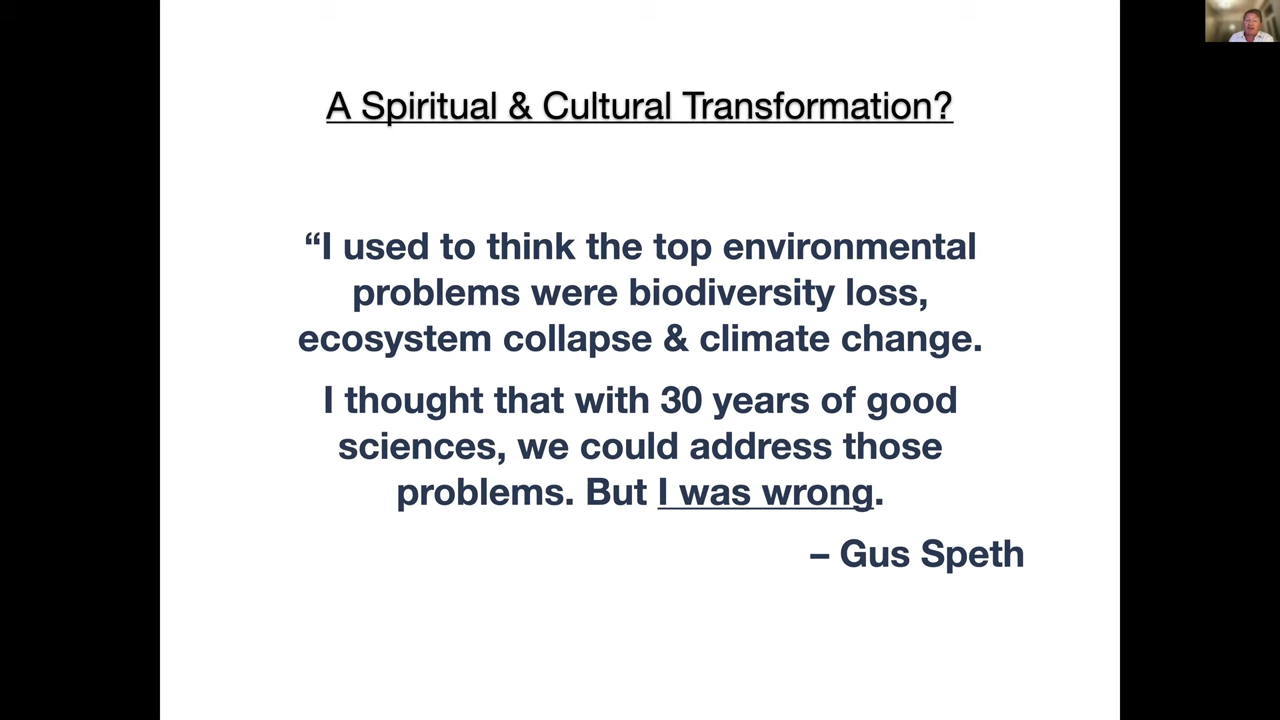 A Spiritual & Cultural Transformation?
“I used to think the top environmental
problems were biodiversity loss,
ecosystem collapse & climate change.
I thought that with 30 years of good
sciences, we could address those
problems. But I was wrong.
– Gus Speth